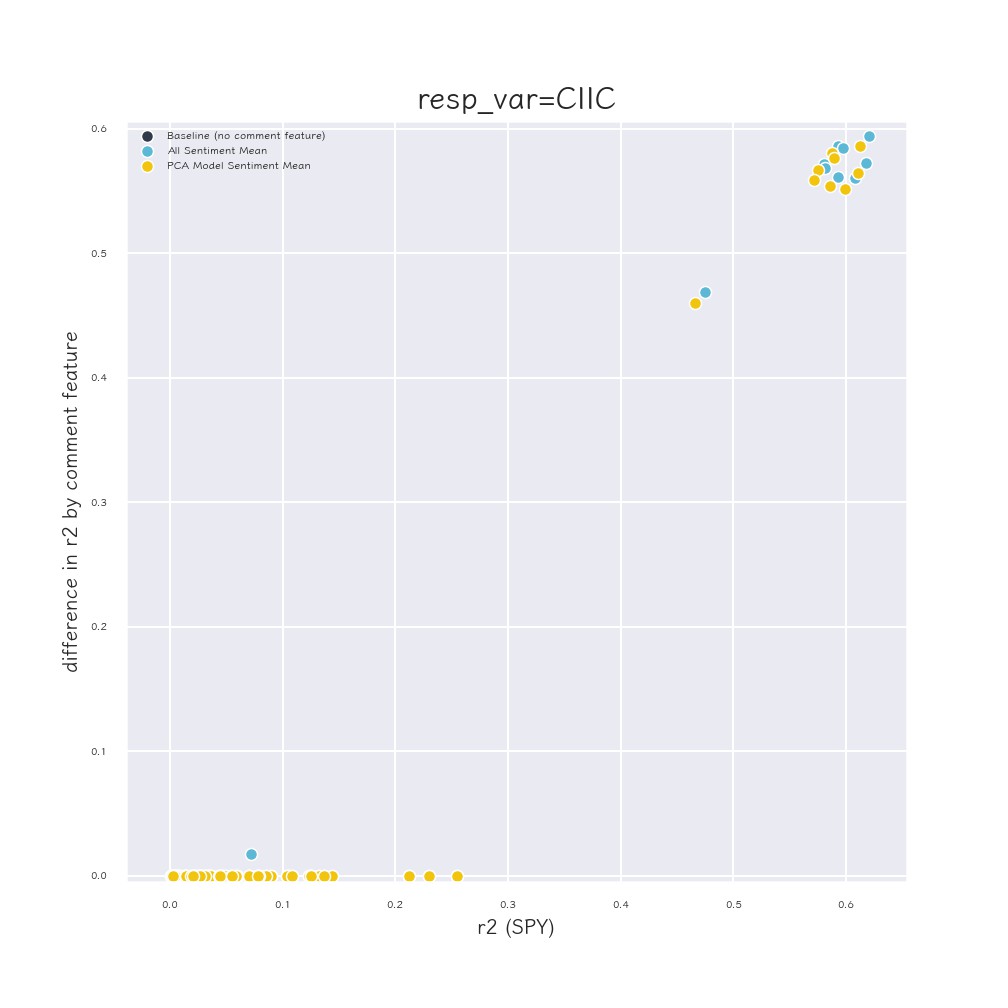 resp_var=CIIC
0.6
Baseline (no comment feature)
All Sentiment Mean
PCA Model Sentiment Mean
0.5
0.4
0.3
0.2
0.1
0.0
difference in r2 by comment feature
0.0 0.1 0.2 0.3 0.4 0.5 0.6
r2 (SPY)